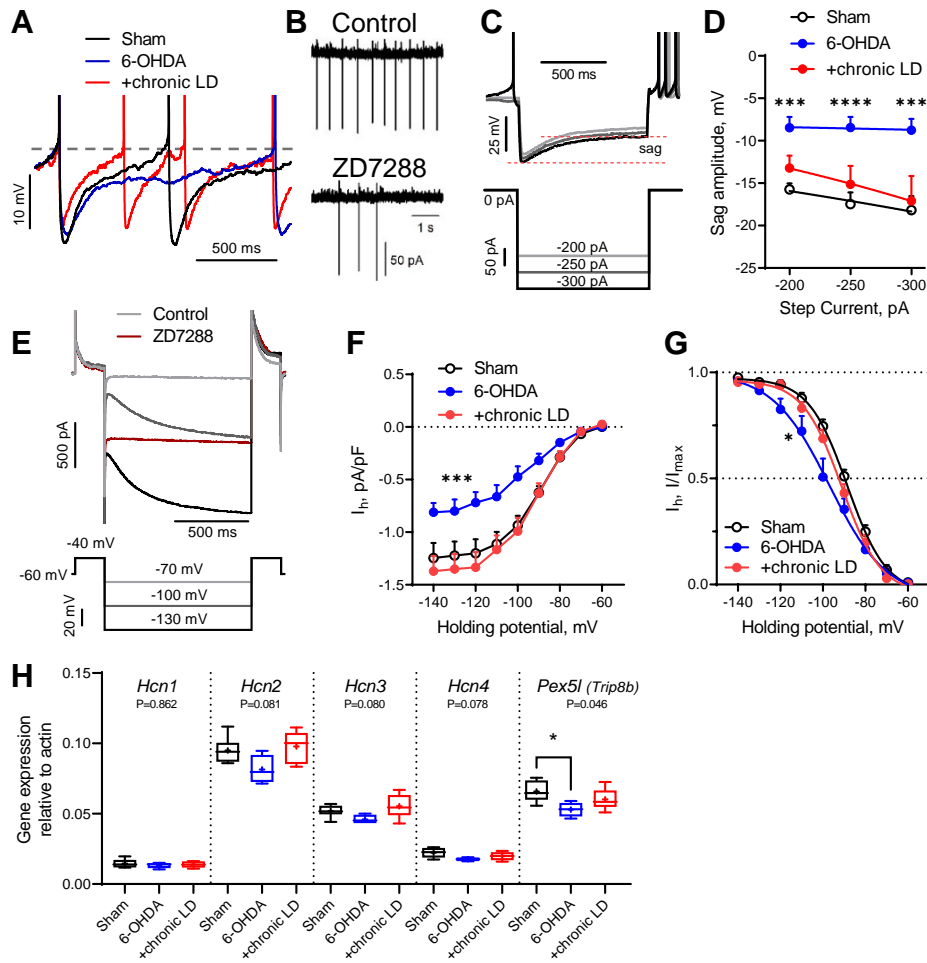 A
Sham
6-OHDA
+chronic LD
10 mV
500 ms
B
Control
ZD7288
1 s
50 pA
C
500 ms
25 mV
sag
0 pA
50 pA
-200 pA
-250 pA
-300 pA
D
Sham
6-OHDA
+chronic LD
*** **** ***
Sag amplitude, mV
0
-5
-10
-15
-20
-25
-200 -250 -300
Step Current, pA
E
Control
ZD7288
500 pA
500 ms
-40 mV
-60 mV
-70 mV
-100 mV
-130 mV
20 mV
F
Sham
6-OHDA
+chronic LD
Ih, pA/pF
0.0
-0.5
-1.0
-1.5
***
-140 -120 -100 -80 -60
Holding potential, mV
G
Ih, I/Imax
1.0
0.5
0.0
*
Sham
6-OHDA
+chronic LD
-140 -120 -100 -80 -60
Holding potential, mV
H
Gene expression
relative to actin
0.15
0.10
0.05
0.00
Hcn1 Hcn2 Hcn3 Hcn4 Pex5l (Trip8b)
P=0.862 P=0.081 P=0.080 P=0.078 P=0.046
*
Sham 6-OHDA +chronic LD Sham 6-OHDA +chronic LD Sham 6-OHDA +chronic LD Sham 6-OHDA +chronic LD Sham 6-OHDA +chronic LD